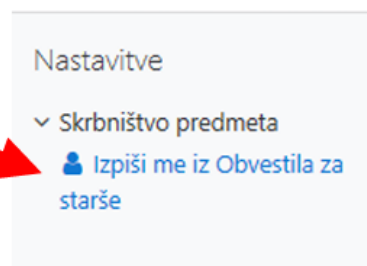 Nastavitve
Skrbništvo predmeta
Izpiši me iz Obvestila za
starše